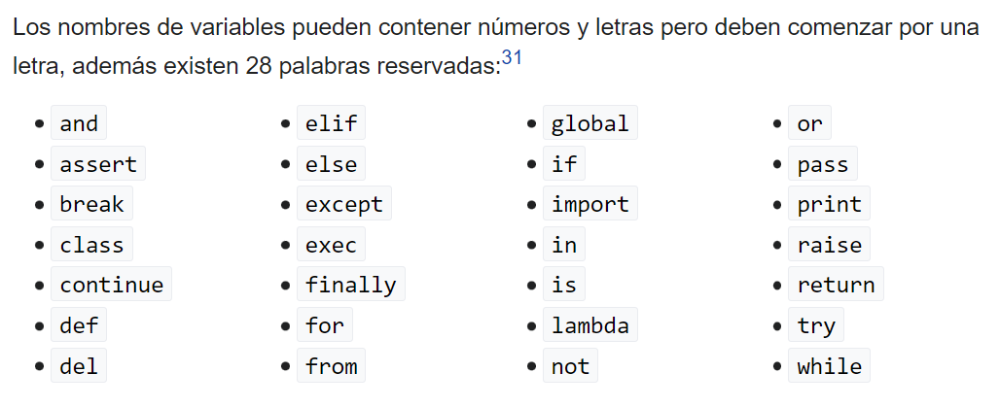 Los nombres de variables pueden contener números y letras pero deben comenzar por una
letra, además existen 28 palabras reservadas:31
and
assert
break
class
continue
def
del
elif
else
except
exec
finally
for
from
global
if
import
in
is
lambda
not
or
pass
print
raise
return
try
while